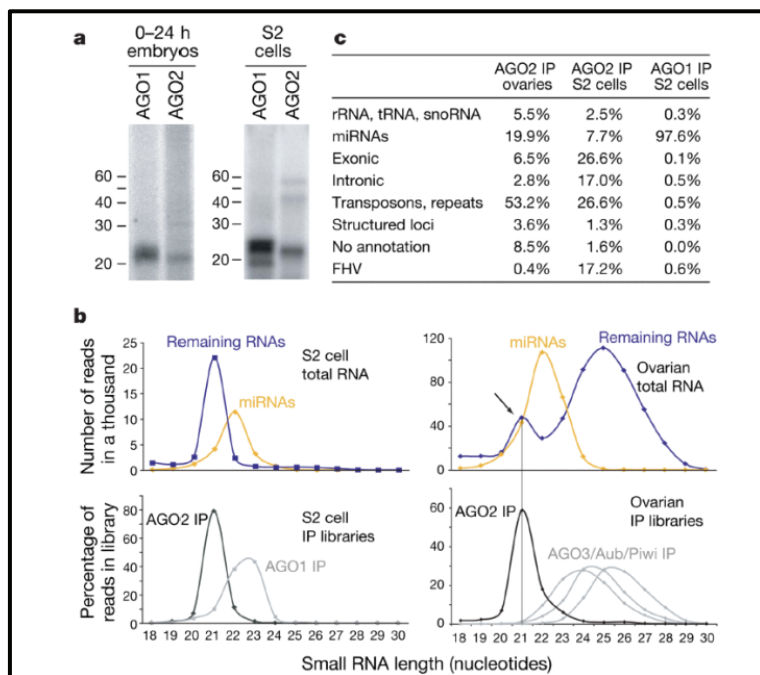 a
0–24 h
embryos
AGO1
AGO2
60
40
30
20
S2
cells
AGO1
AGO2
60
40
30
20
c
AGO2 IP AGO2 IP AGO1 IP
ovaries S2 cells S2 cells
rRNA, tRNA, snoRNA 5.5% 2.5% 0.3%
miRNAs 19.9% 7.7% 97.6%
Exonic 6.5% 26.6% 0.1%
Intronic 2.8% 17.0% 0.5%
Transposons, repeats 53.2% 26.6% 0.5%
Structured loci 3.6% 1.3% 0.3%
No annotation 8.5% 1.6% 0.0%
FHV 0.4% 17.2% 0.6%
b
Number of reads
in a thousand
25
20
15
10
5
0
Remaining RNAs
S2 cell
total RNA
miRNAs
120
80
40
0
miRNAs
Remaining RNAs
Ovarian
total RNA
Percentage of
reads in library
80
60
40
20
0
AGO2 IP
S2 cell
IP libraries
AGO1 IP
18 19 20 21 22 23 24 25 26 27 28 29 30
60
40
20
0
AGO2 IP
Ovarian
IP libraries
AGO3/Aub/Piwi IP
18 19 20 21 22 23 24 25 26 27 28 29 30
Small RNA length (nucleotides)